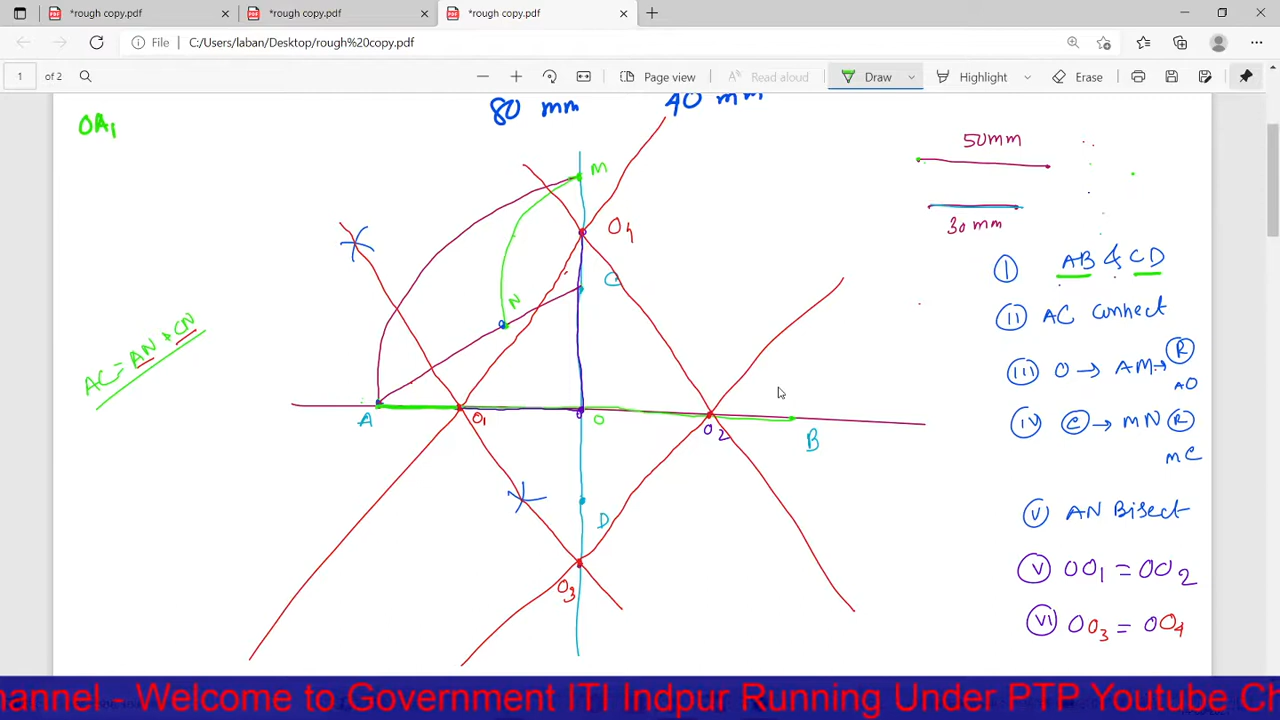 *rough copy.pdf
*rough copy.pdf
*rough copy.pdf
File
C:/Users/laban/Desktop/rough%20copy.pdf
1
of 2
Page view
Read aloud
Draw
Highlight
Erase
80 mm
40 mm
OA1
50mm
30mm
M
O4
C
N
AC = AN + CN
A
O1
O
O2
B
D
O3
I AB & CD
II AC connect
III O → AM → R
AO
IV C → MN R
MC
V AN Bisect
V OO1 = OO2
VI OO3 = OO4
hannel - Welcome to Government ITI Indpur Running Under PTP Youtube Ch